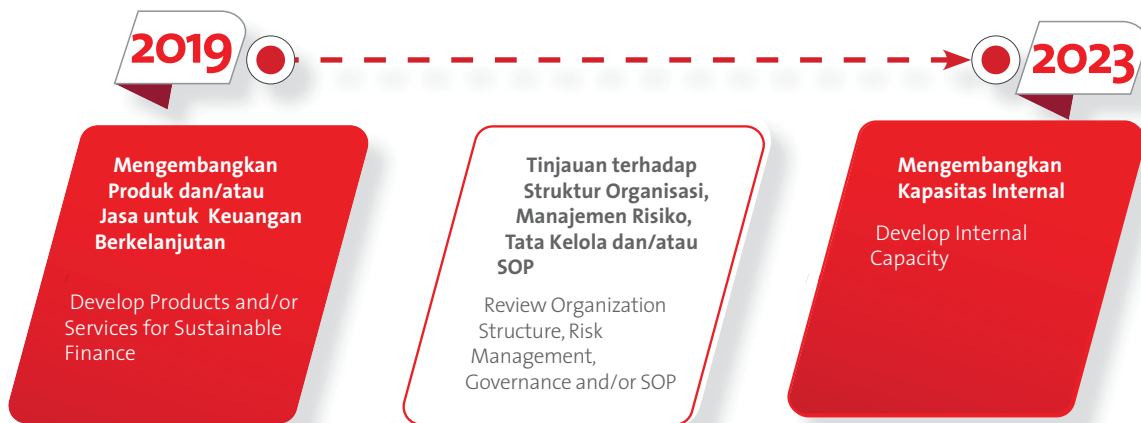 2019
2023
Mengembangkan
Produk dan/atau
Jasa untuk Keuangan
Berkelanjutan
Develop Products and/or
Services for Sustainable
Finance
Tinjauan terhadap
Struktur Organisasi,
Manajemen Risiko,
Tata Kelola dan/atau
SOP
Review Organization
Structure, Risk
Management,
Governance and/or SOP
Mengembangkan
Kapasitas Internal
Develop Internal
Capacity